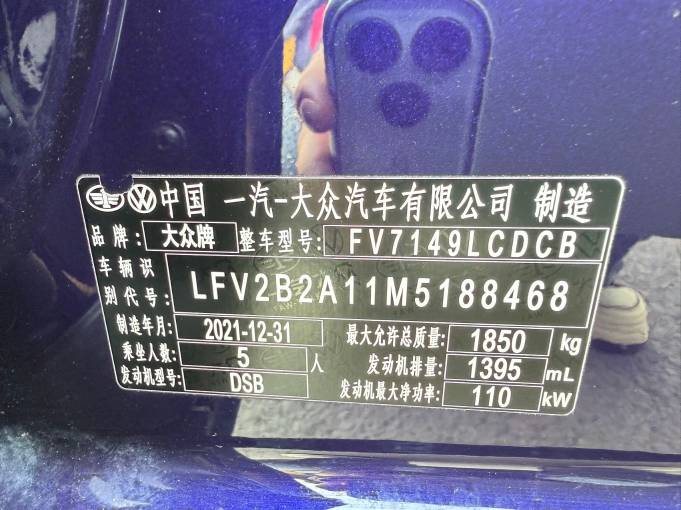 中国 一汽-大众汽车有限公司 制造
品牌: 大众牌 整车型号: FV7149LCDCB
车辆识别代号: LFV2B2A11M5188468
制造年月: 2021-12-31 最大允许总质量: 1850 kg
乘坐人数: 5 人 发动机排量: 1395 mL
发动机型号: DSB 发动机最大净功率: 110 kW